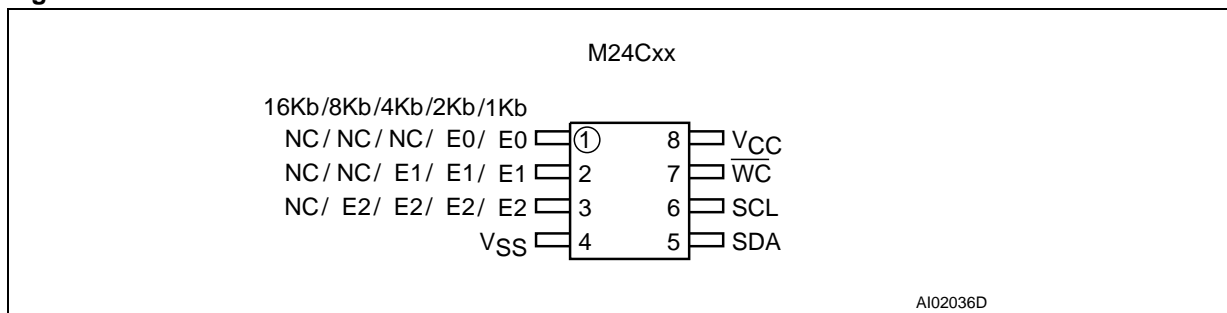 M24Cxx
16Kb/8Kb/4Kb/2Kb/1Kb
NC/ NC/ NC/ E0/ E0 1 8 VCC
NC/ NC/ E1/ E1/ E1 2 7 WC
NC/ E2/ E2/ E2/ E2 3 6 SCL
VSS 4 5 SDA
AI02036D